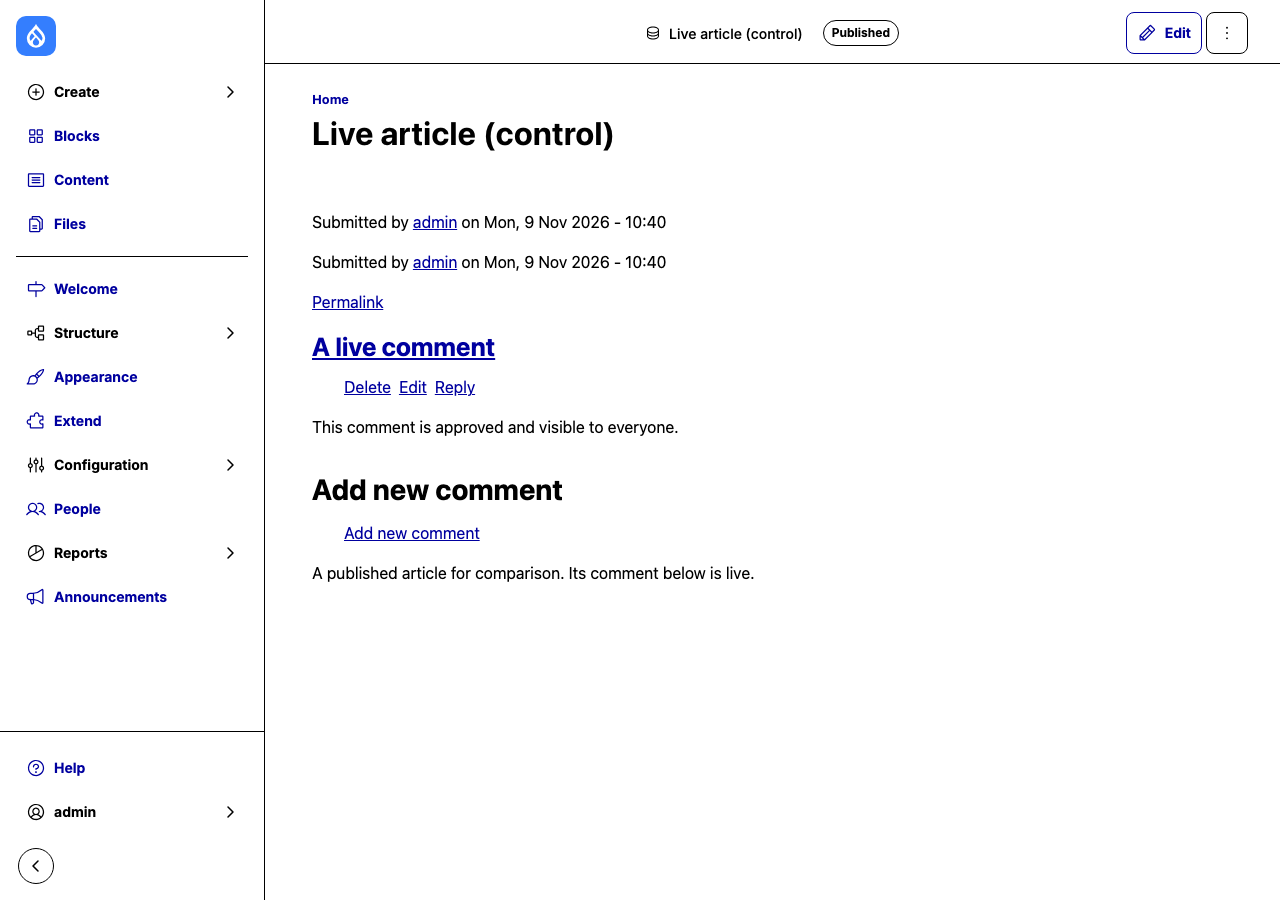 Create
Blocks
Content
Files
Welcome
Structure
Appearance
Extend
Configuration
People
Reports
Announcements
Help
admin
Live article (control)
Published
Edit
Home
Live article (control)
Submitted by admin on Mon, 9 Nov 2026 - 10:40
Submitted by admin on Mon, 9 Nov 2026 - 10:40
Permalink
A live comment
Delete Edit Reply
This comment is approved and visible to everyone.
Add new comment
Add new comment
A published article for comparison. Its comment below is live.